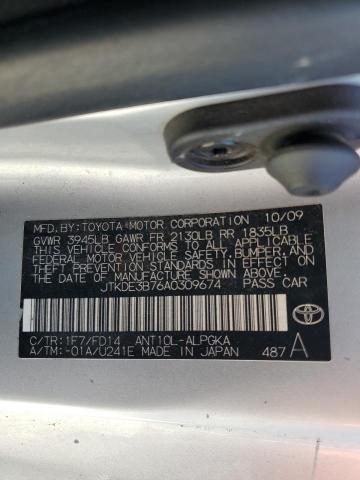 MFD.BY:TOYOTA MOTOR CORPORATION 10/09
GVWR 3945LB GAWR FR 2130LB RR 1835LB
THIS VEHICLE CONFORMS TO ALL APPLICABLE
FEDERAL MOTOR VEHICLE SAFETY, BUMPER, AND
THEFT PREVENTION STANDARDS IN EFFECT
ON THE DATE OF MANUFACTURE SHOWN ABOVE.
JTKDE3B76A0309674 PASS CAR
C/TR:1F7/FD14 ANT10L-ALPGKA
A/TM:-01A/U241E MADE IN JAPAN 487 A
TOYOTA